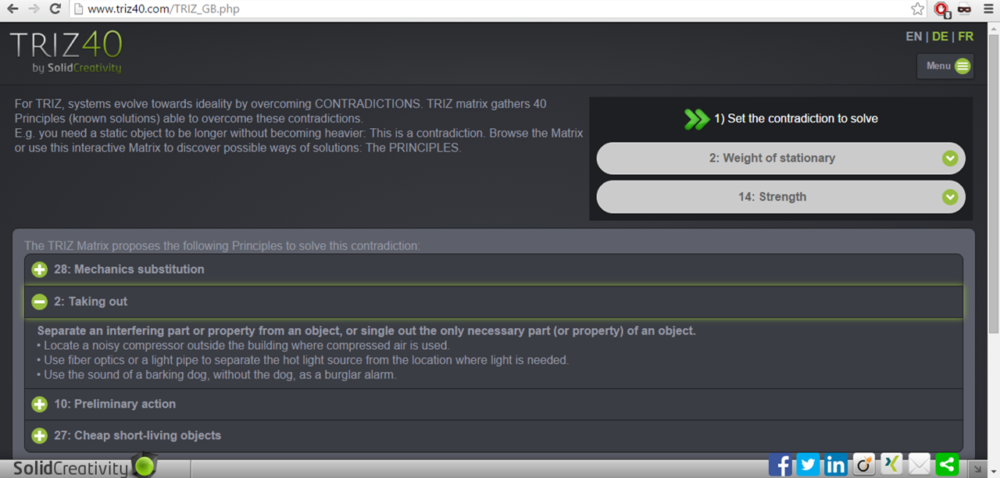 www.triz40.com/TRIZ_GB.php
8
TRIZ40
by SolidCreativity
EN | DE | FR
Menu
For TRIZ, systems evolve towards ideality by overcoming CONTRADICTIONS. TRIZ matrix gathers 40
Principles (known solutions) able to overcome these contradictions.
E.g. you need a static object to be longer without becoming heavier: This is a contradiction. Browse the Matrix
or use this interactive Matrix to discover possible ways of solutions: The PRINCIPLES.
1) Set the contradiction to solve
2: Weight of stationary
14: Strength
The TRIZ Matrix proposes the following Principles to solve this contradiction:
28: Mechanics substitution
2: Taking out
Separate an interfering part or property from an object, or single out the only necessary part (or property) of an object.
• Locate a noisy compressor outside the building where compressed air is used.
• Use fiber optics or a light pipe to separate the hot light source from the location where light is needed.
• Use the sound of a barking dog, without the dog, as a burglar alarm.
10: Preliminary action
27: Cheap short-living objects
SolidCreativity
f
in